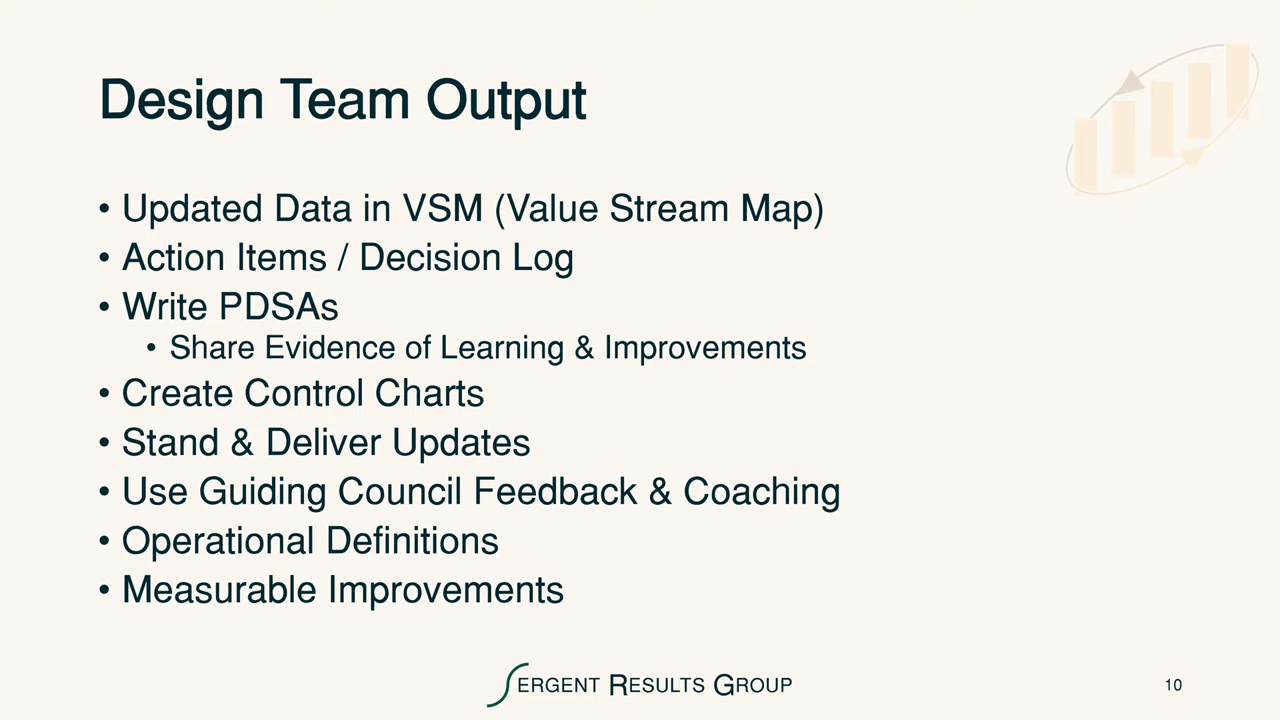 Design Team Output
• Updated Data in VSM (Value Stream Map)
• Action Items / Decision Log
• Write PDSAs
• Share Evidence of Learning & Improvements
• Create Control Charts
• Stand & Deliver Updates
• Use Guiding Council Feedback & Coaching
• Operational Definitions
• Measurable Improvements
SERGENT RESULTS GROUP
10